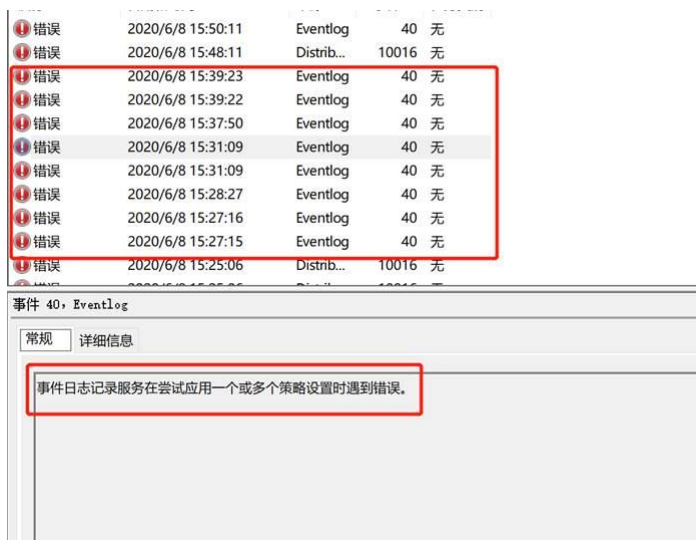 错误 2020/6/8 15:50:11 Eventlog 40 无
错误 2020/6/8 15:48:11 Distrib... 10016 无
错误 2020/6/8 15:39:23 Eventlog 40 无
错误 2020/6/8 15:39:22 Eventlog 40 无
错误 2020/6/8 15:37:50 Eventlog 40 无
错误 2020/6/8 15:31:09 Eventlog 40 无
错误 2020/6/8 15:31:09 Eventlog 40 无
错误 2020/6/8 15:28:27 Eventlog 40 无
错误 2020/6/8 15:27:16 Eventlog 40 无
错误 2020/6/8 15:27:15 Eventlog 40 无
错误 2020/6/8 15:25:06 Distrib... 10016 无
事件 40，Eventlog
常规 详细信息
事件日志记录服务在尝试应用一个或多个策略设置时遇到错误。